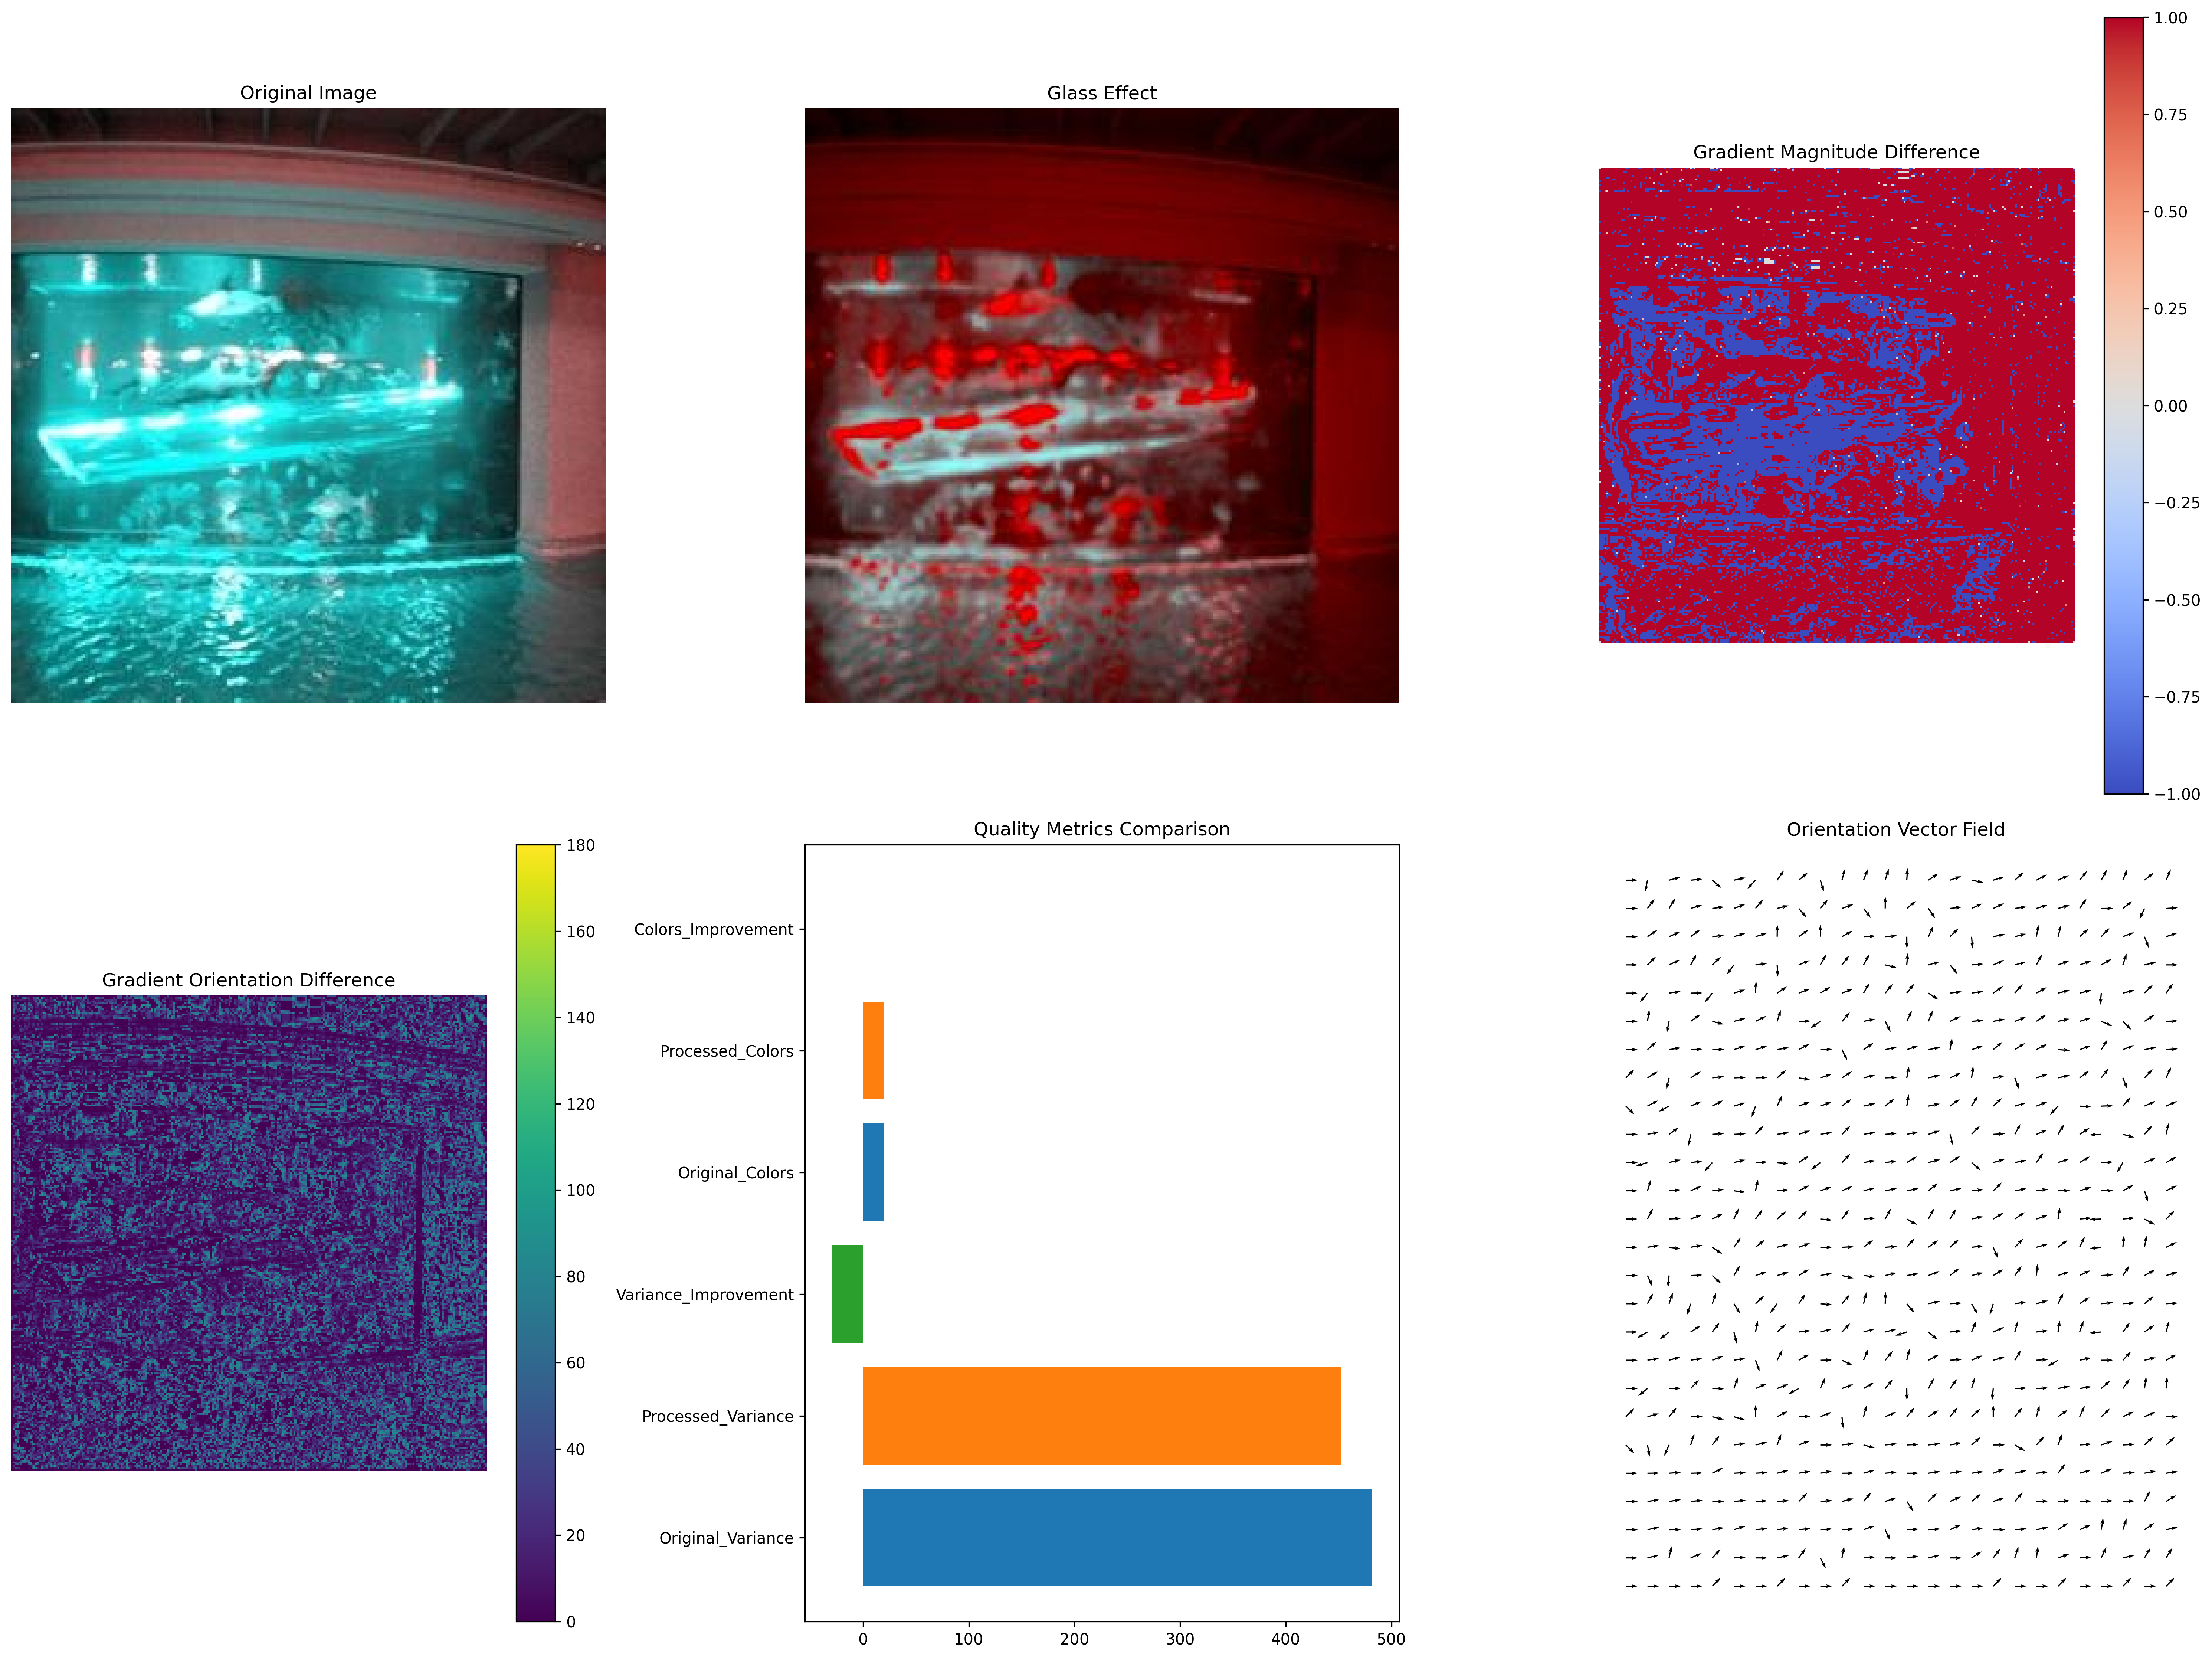 Original Image
Glass Effect
Gradient Magnitude Difference
1.00
0.75
0.50
0.25
0.00
−0.25
−0.50
−0.75
−1.00
Gradient Orientation Difference
180
160
140
120
100
80
60
40
20
0
Quality Metrics Comparison
Colors_Improvement
Processed_Colors
Original_Colors
Variance_Improvement
Processed_Variance
Original_Variance
0 100 200 300 400 500
Orientation Vector Field